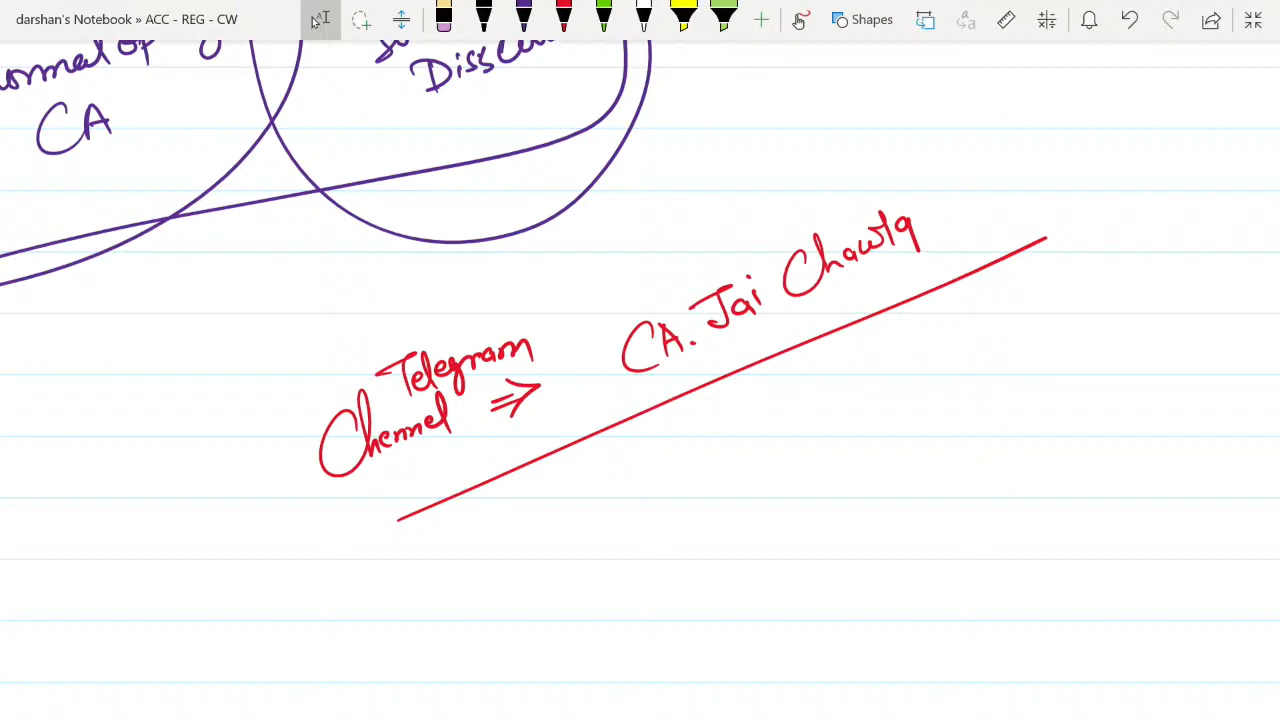 darshan's Notebook » ACC - REG - CW
Shapes
CA
Telegram
Chennel ⇒ CA. Jai Chawla